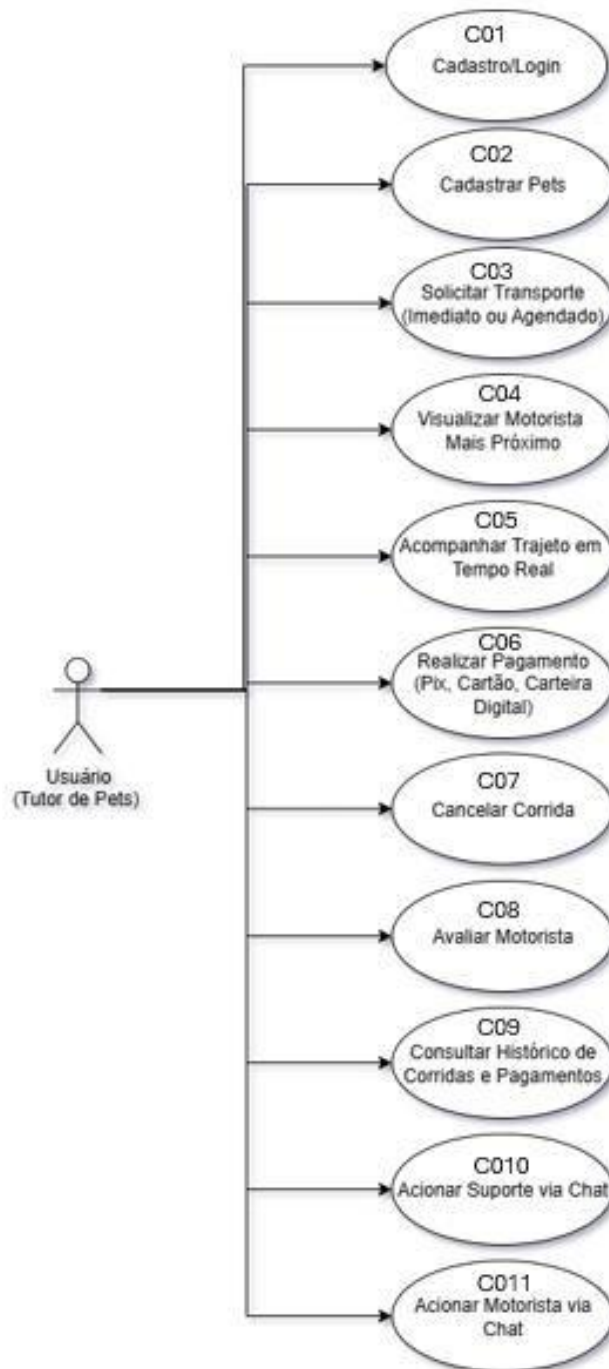 C01
Cadastro/Login
C02
Cadastrar Pets
C03
Solicitar Transporte
(Imediato ou Agendado)
C04
Visualizar Motorista
Mais Próximo
C05
Acompanhar Trajeto em
Tempo Real
C06
Realizar Pagamento
(Pix, Cartão, Carteira
Digital)
Usuário
(Tutor de Pets)
C07
Cancelar Corrida
C08
Avaliar Motorista
C09
Consultar Histórico de
Corridas e Pagamentos
C010
Acionar Suporte via Chat
C011
Acionar Motorista via
Chat